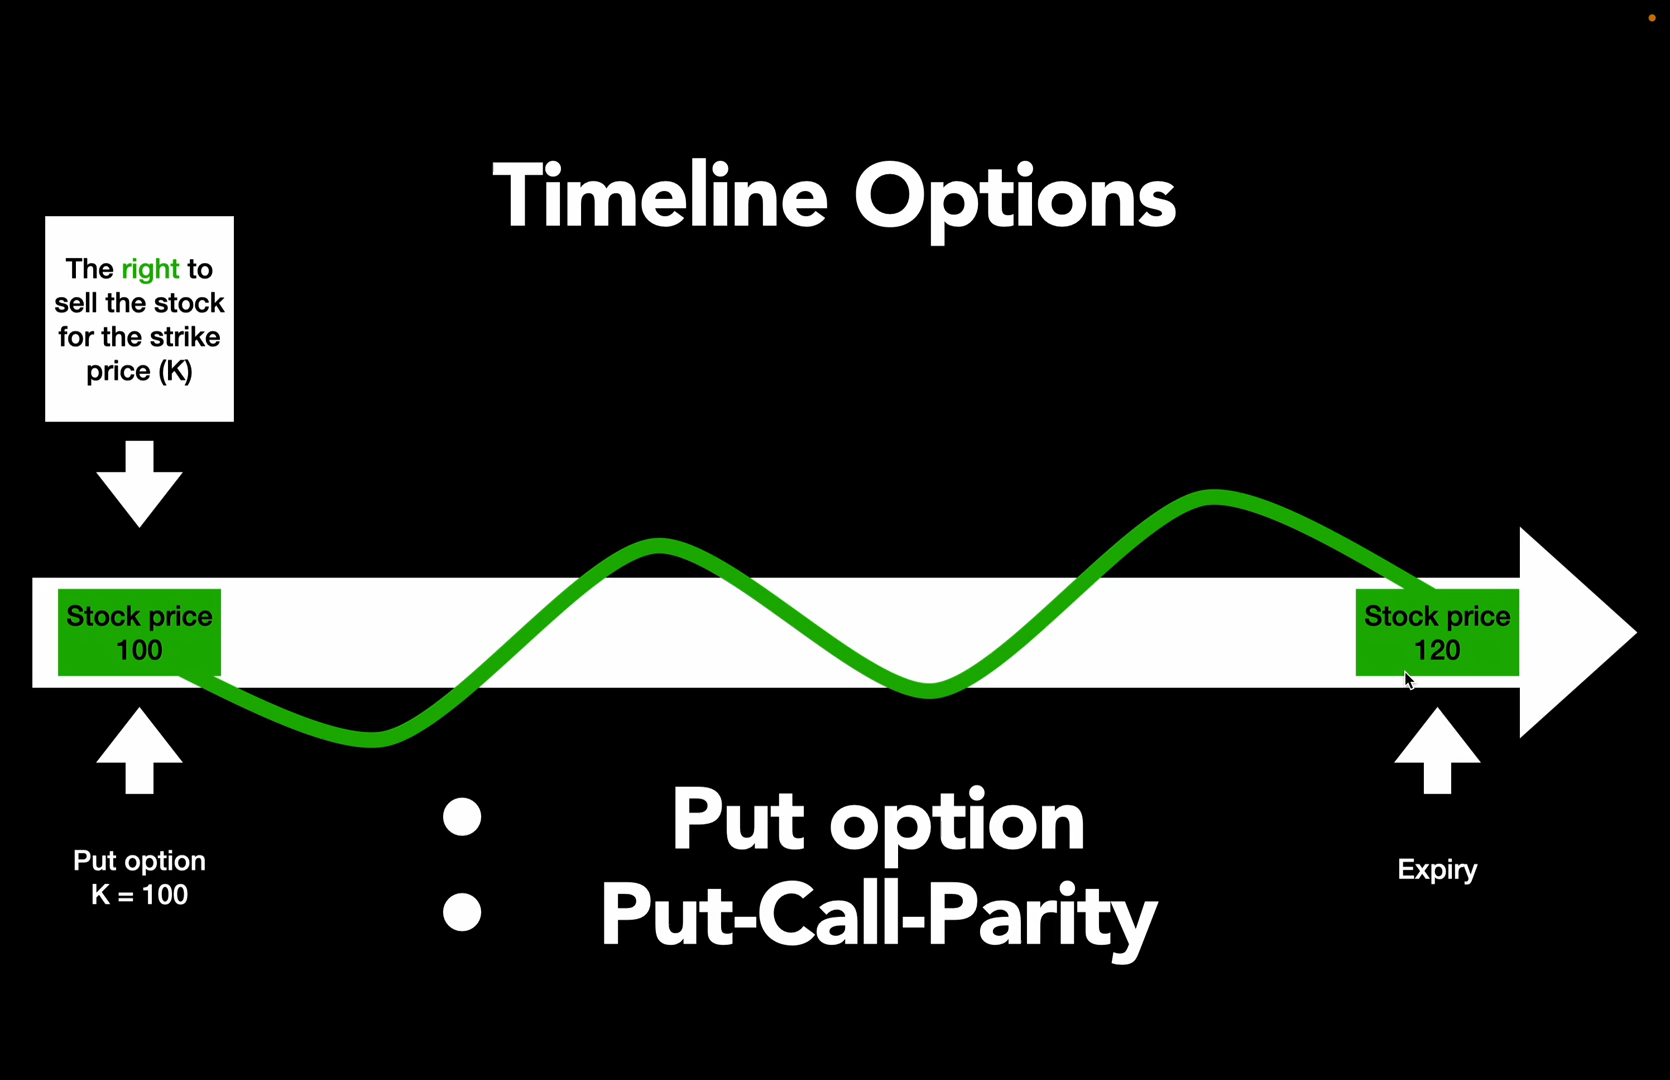 Timeline Options
The right to
sell the stock
for the strike
price (K)
Stock price
100
Stock price
120
Put option
K = 100
• Put option
• Put-Call-Parity
Expiry